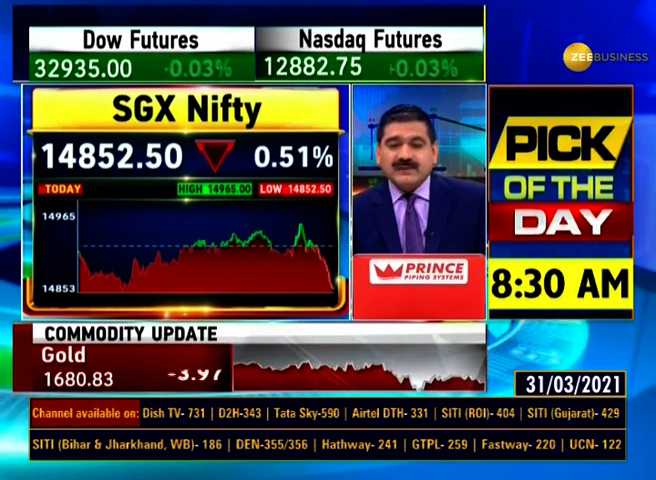 Dow Futures
32935.00 -0.03%
Nasdaq Futures
12882.75 -0.03%
ZEE BUSINESS
SGX Nifty
14852.50 0.51%
TODAY HIGH 14965.00 LOW 14852.50
14965
14853
PRINCE
PIPING SYSTEMS
PICK
OF THE
DAY
8:30 AM
COMMODITY UPDATE
Gold
1680.83 -3.97
31/03/2021
Channel available on: Dish TV- 731 | D2H-343 | Tata Sky-590 | Airtel DTH- 331 | SITI (ROI)- 404 | SITI (Gujarat)- 429
SITI (Bihar & Jharkhand, WB)- 186 | DEN-355/356 | Hathway- 241 | GTPL- 259 | Fastway- 220 | UCN- 122